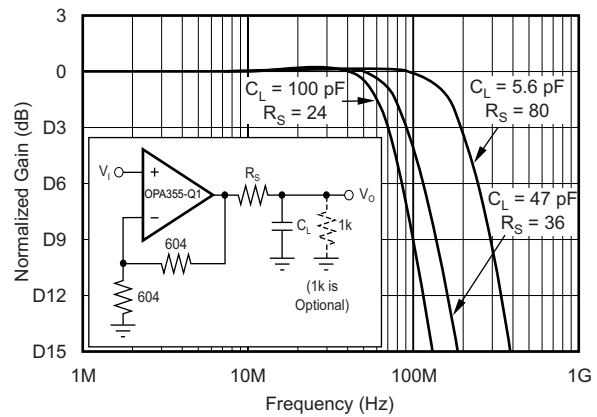 3
0
D3
D6
D9
D12
D15
Normalized Gain (dB)
C_L = 100 pF
R_S = 24
C_L = 5.6 pF
R_S = 80
C_L = 47 pF
R_S = 36
V_I
+
OPA355-Q1
–
R_S
V_O
C_L
1k
604
604
(1k is
Optional)
1M
10M
100M
1G
Frequency (Hz)